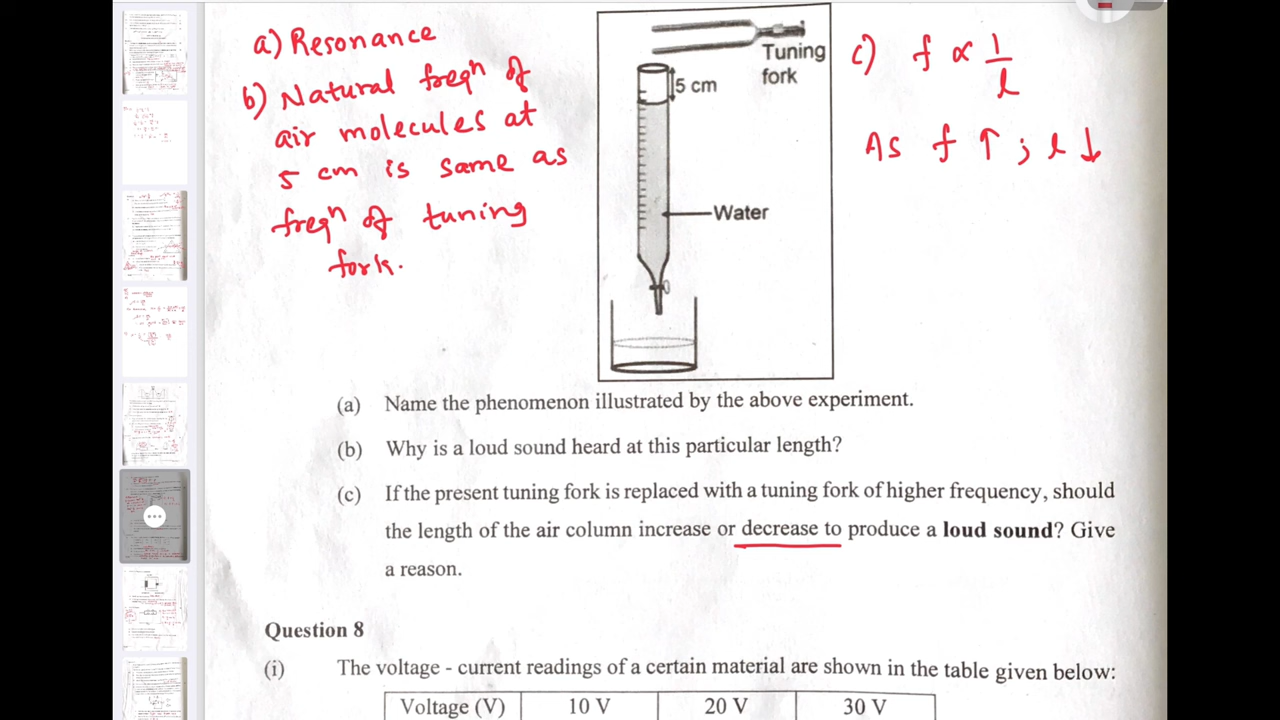 a) Resonance
b) Natural freqⁿ of
air molecules at
5 cm is same as
freqⁿ of tuning
fork.
Tuning
fork
5 cm
Water
c) f ∝ 1/l
As f ↑ ; l ↓
(a) Name the phenomenon illustrated by the above experiment.
(b) Why is a loud sound heard at this particular length?
(c) If the present tuning fork is replaced with a tuning fork of higher frequency, should
the length of the air column increase or decrease to produce a loud sound? Give
a reason.
Question 8
(i) The voltage - current readings of a certain material are shown in the table given below:
Voltage (V) 10 V 20 V 30 V